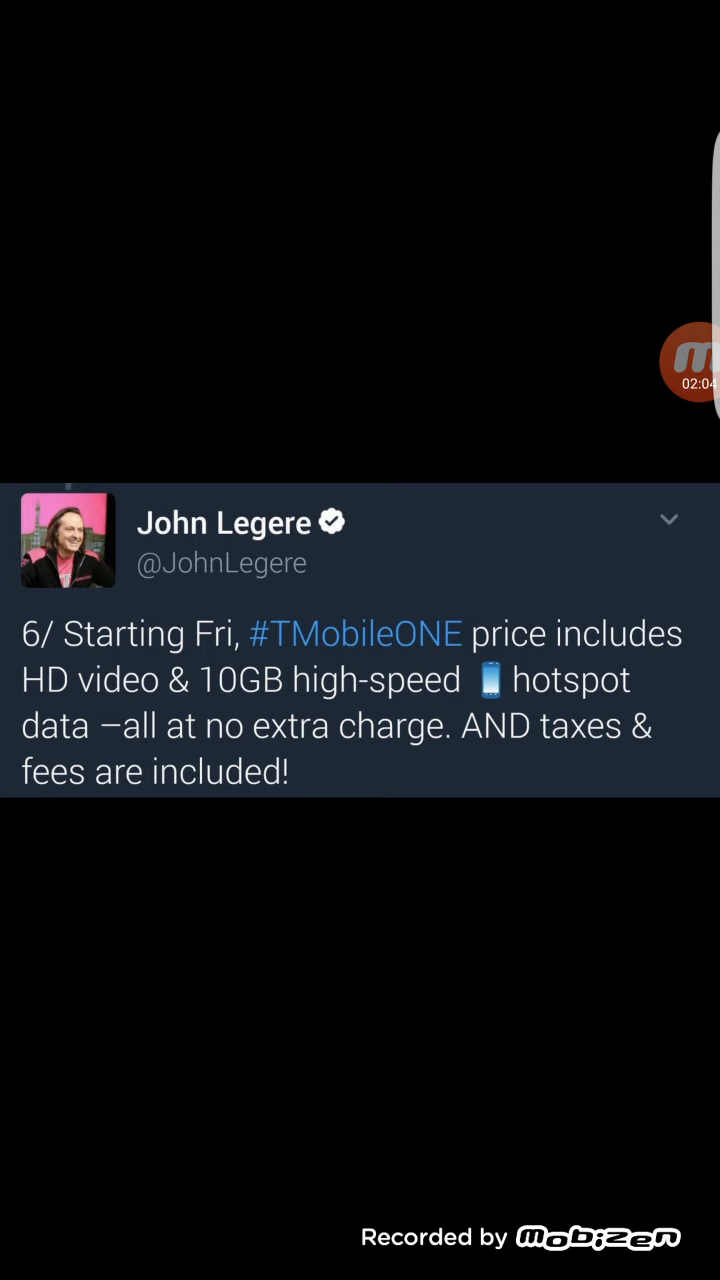 m
02:04
John Legere
@JohnLegere
6/ Starting Fri, #TMobileONE price includes
HD video & 10GB high-speed 📱 hotspot
data –all at no extra charge. AND taxes &
fees are included!
Recorded by mobizen